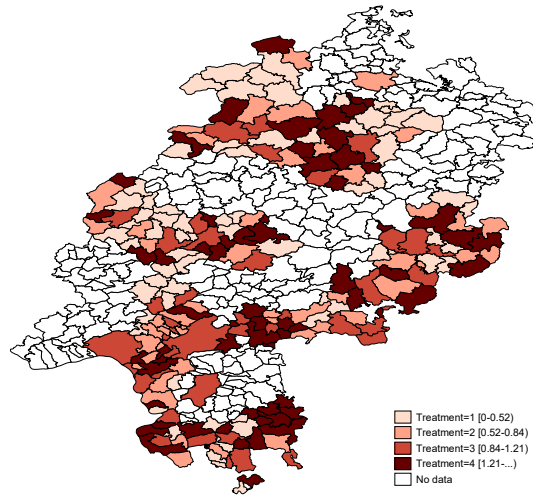 Treatment=1 [0-0.52)
Treatment=2 [0.52-0.84)
Treatment=3 [0.84-1.21)
Treatment=4 [1.21-...)
No data